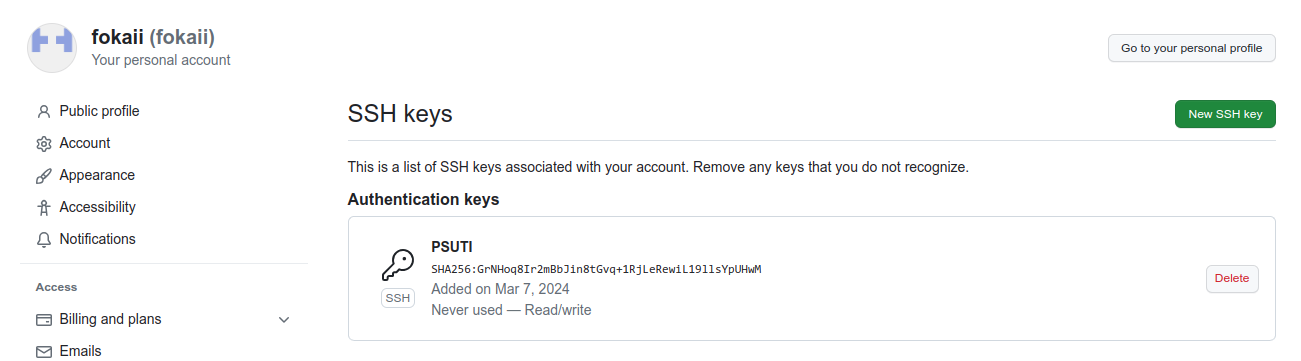 fokaii (fokaii)
Your personal account
Go to your personal profile
Public profile
Account
Appearance
Accessibility
Notifications
Access
Billing and plans
Emails
SSH keys
New SSH key
This is a list of SSH keys associated with your account. Remove any keys that you do not recognize.
Authentication keys
SSH
PSUTI
SHA256:GrNHoq8Ir2mBbJin8tGvq+1RjLeRewiL19llsYpUHwM
Added on Mar 7, 2024
Never used — Read/write
Delete